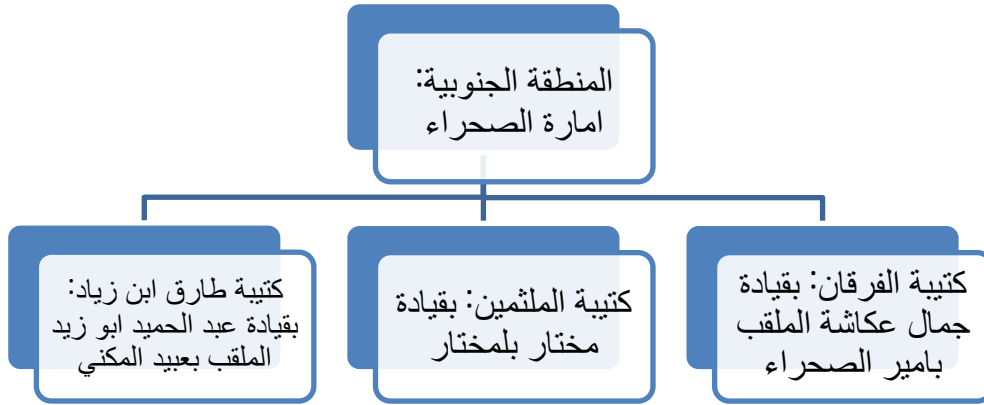 المنطقة الجنوبية:
امارة الصحراء
كتيبة الفرقان: بقيادة
جمال عكاشة الملقب
بامير الصحراء
كتيبة الملثمين: بقيادة
مختار بلمختار
كتيبة طارق ابن زياد:
بقيادة عبد الحميد ابو زيد
الملقب بعبيد المكني